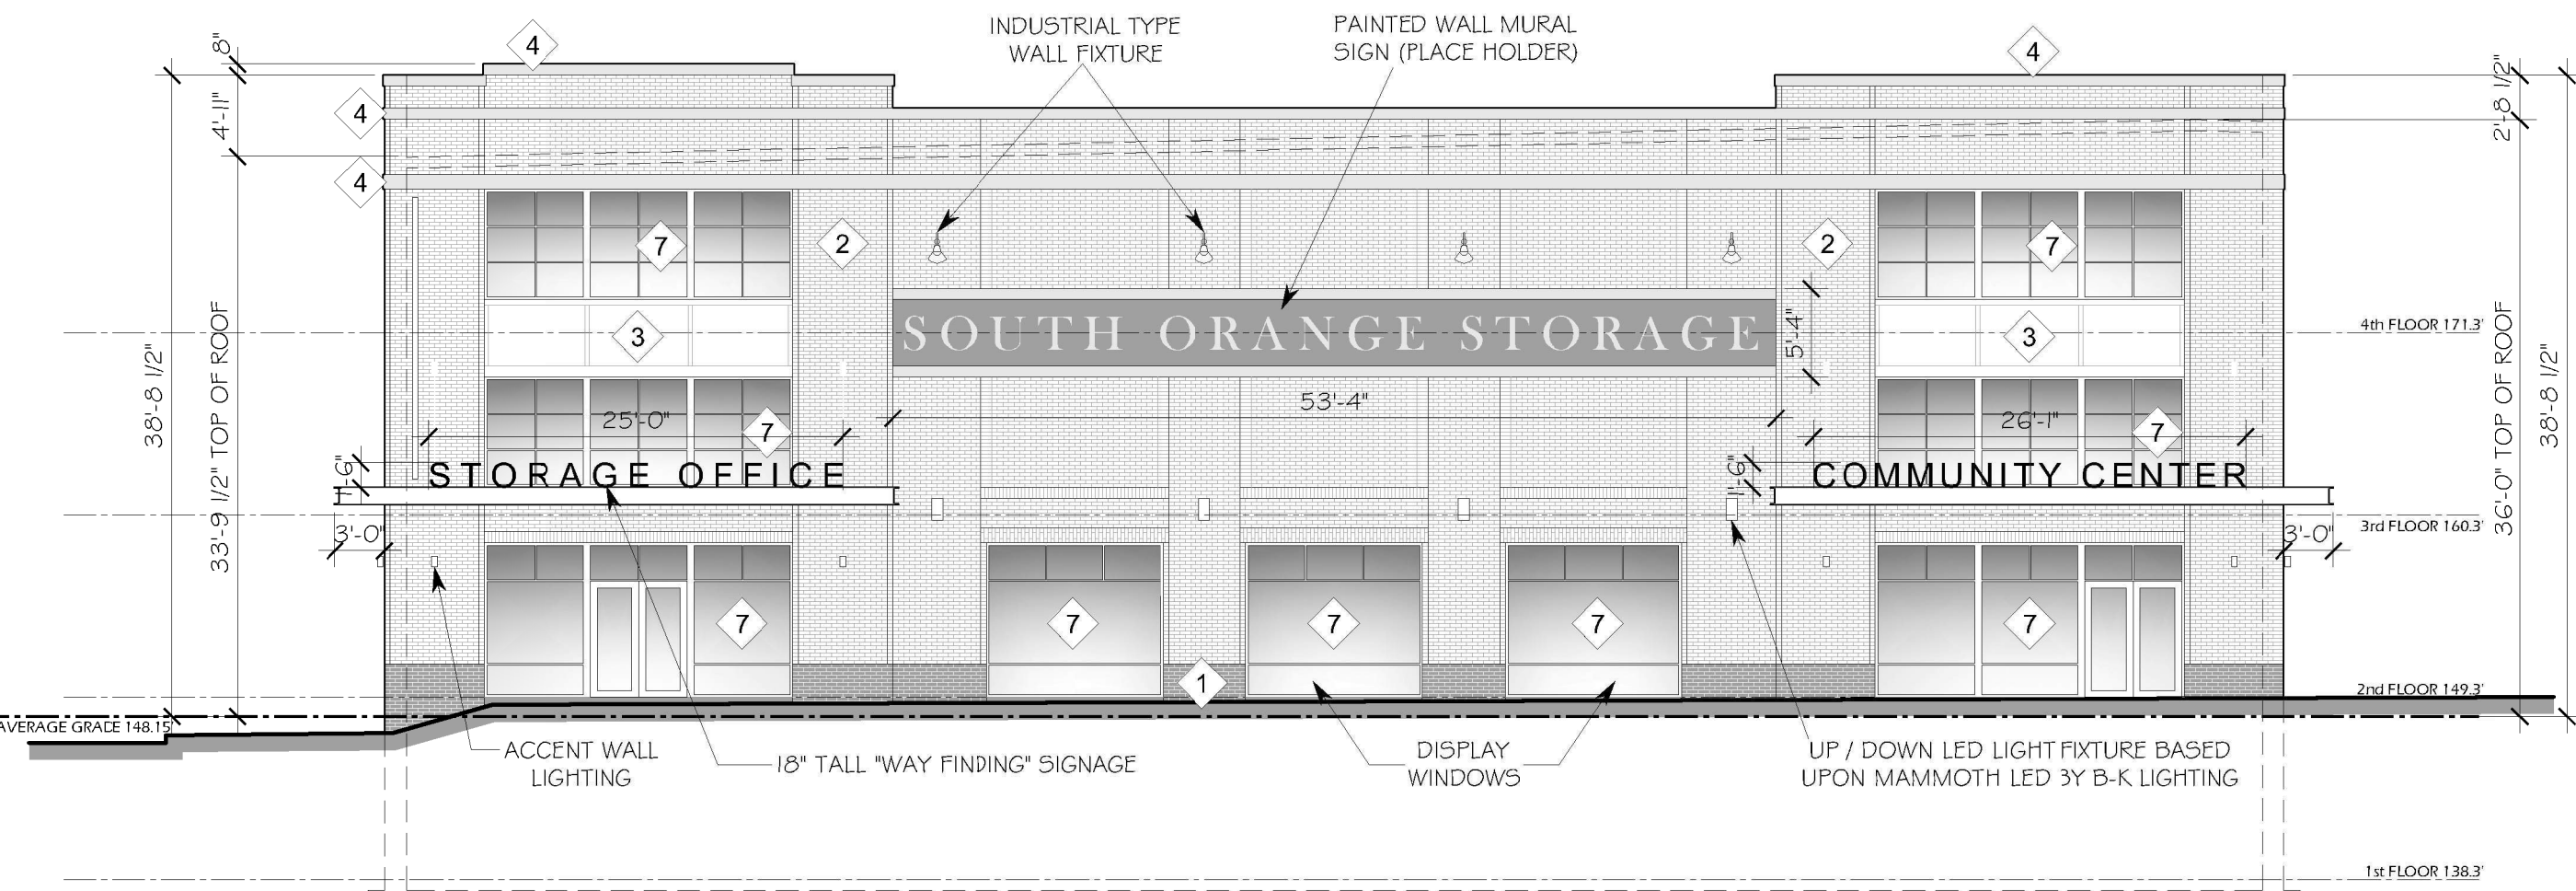 INDUSTRIAL TYPE
WALL FIXTURE
PAINTED WALL MURAL
SIGN (PLACE HOLDER)
4
4
8"
4'-11"
2'-8 1/2"
4
4
7
2
2
7
3
3
SOUTH ORANGE STORAGE
5'-4"
4th FLOOR 171.3'
38'-8 1/2"
33'-9 1/2" TOP OF ROOF
36'-0" TOP OF ROOF
38'-8 1/2"
53'-4"
25'-0"
7
26'-1"
7
1'-6"
STORAGE OFFICE
1'-6"
COMMUNITY CENTER
3'-0"
3'-0"
3rd FLOOR 160.3'
7
7
7
7
7
1
2nd FLOOR 149.3'
AVERAGE GRADE 148.15'
ACCENT WALL
LIGHTING
18" TALL "WAY FINDING" SIGNAGE
DISPLAY
WINDOWS
UP / DOWN LED LIGHT FIXTURE BASED
UPON MAMMOTH LED 3Y B-K LIGHTING
1st FLOOR 138.3'